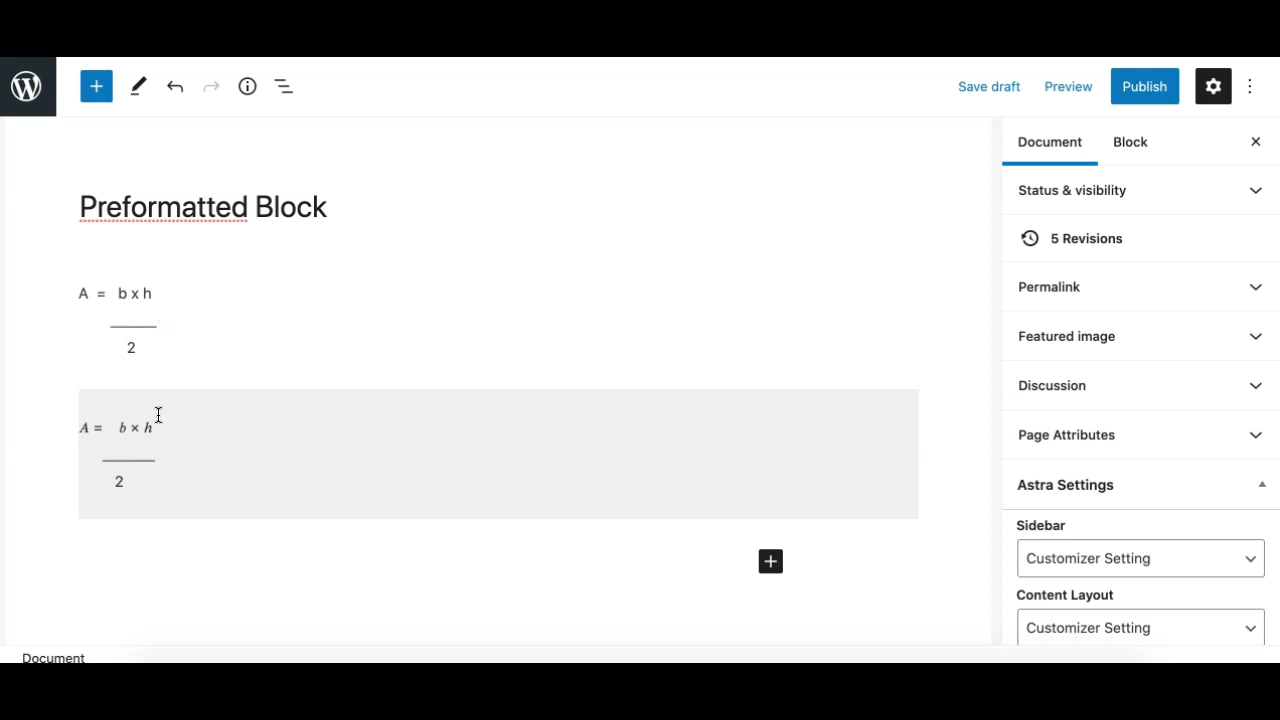 Save draft
Preview
Publish
Document
Block
Preformatted Block
A = b x h
2
A = b × h
2
Status & visibility
5 Revisions
Permalink
Featured image
Discussion
Page Attributes
Astra Settings
Sidebar
Customizer Setting
Content Layout
Customizer Setting
Document